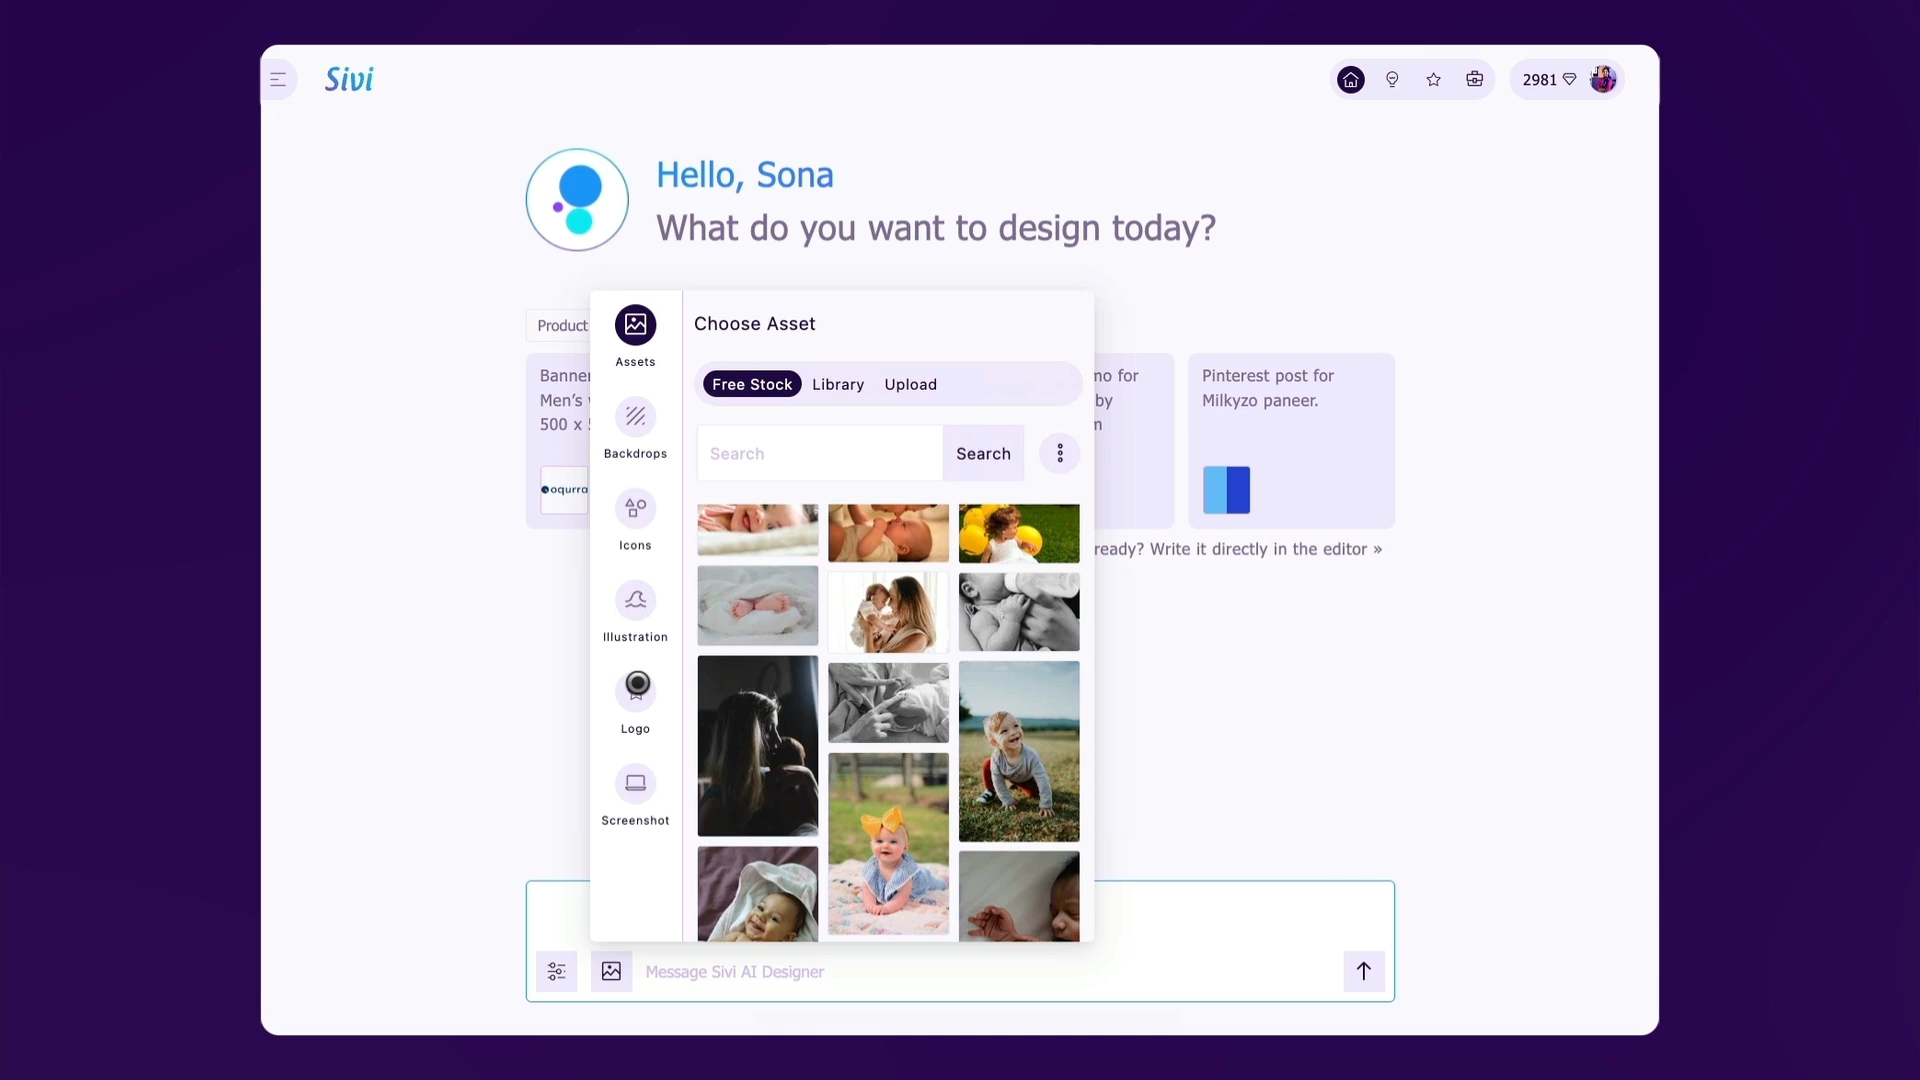 Sivi
2981
Hello, Sona
What do you want to design today?
Product
Banner
Men's
500 x
oqurra
for
by
Pinterest post for
Milkyzo paneer.
Write it directly in the editor »
Assets
Backdrops
Icons
Illustration
Logo
Screenshot
Choose Asset
Free Stock Library Upload
Search Search
Message Sivi AI Designer